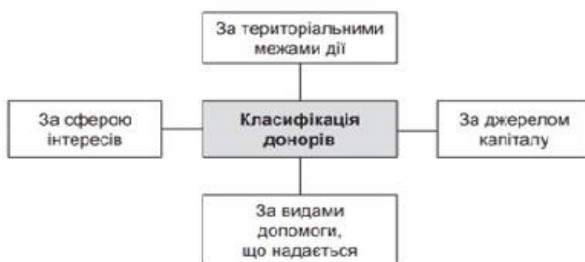 За територіальними
межами дії
За сферою
інтересів
Класифікація
донорів
За джерелом
капіталу
За видами
допомоги,
що надається